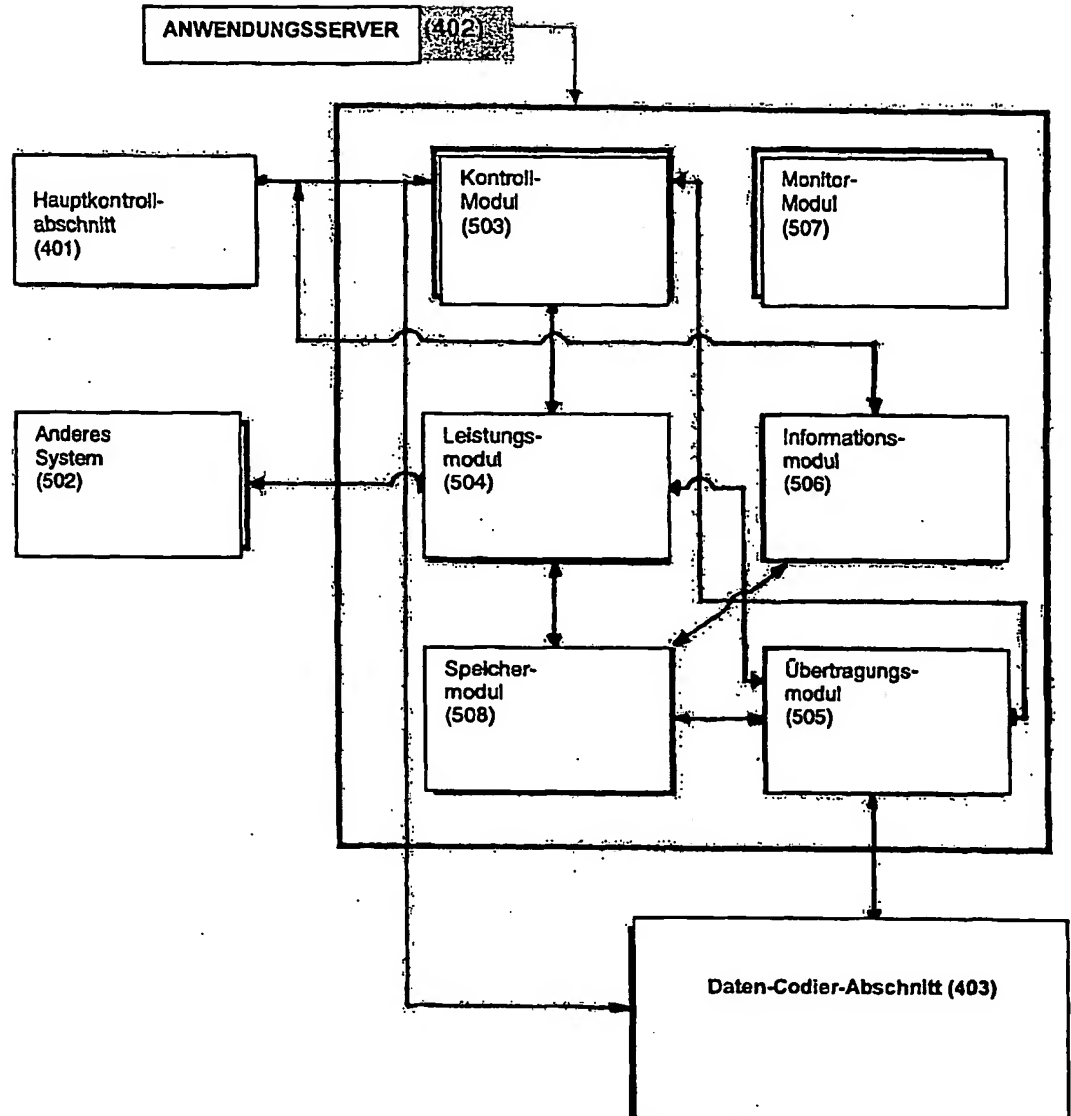 ANWENDUNGSSERVER (402)
Hauptkontroll-
abschnitt
(401)
Kontroll-
Modul
(503)
Monitor-
Modul
(507)
Anderes
System
(502)
Leistungs-
modul
(504)
Informations-
modul
(506)
Speicher-
modul
(508)
Übertragungs-
modul
(505)
Daten-Codier-Abschnitt (403)